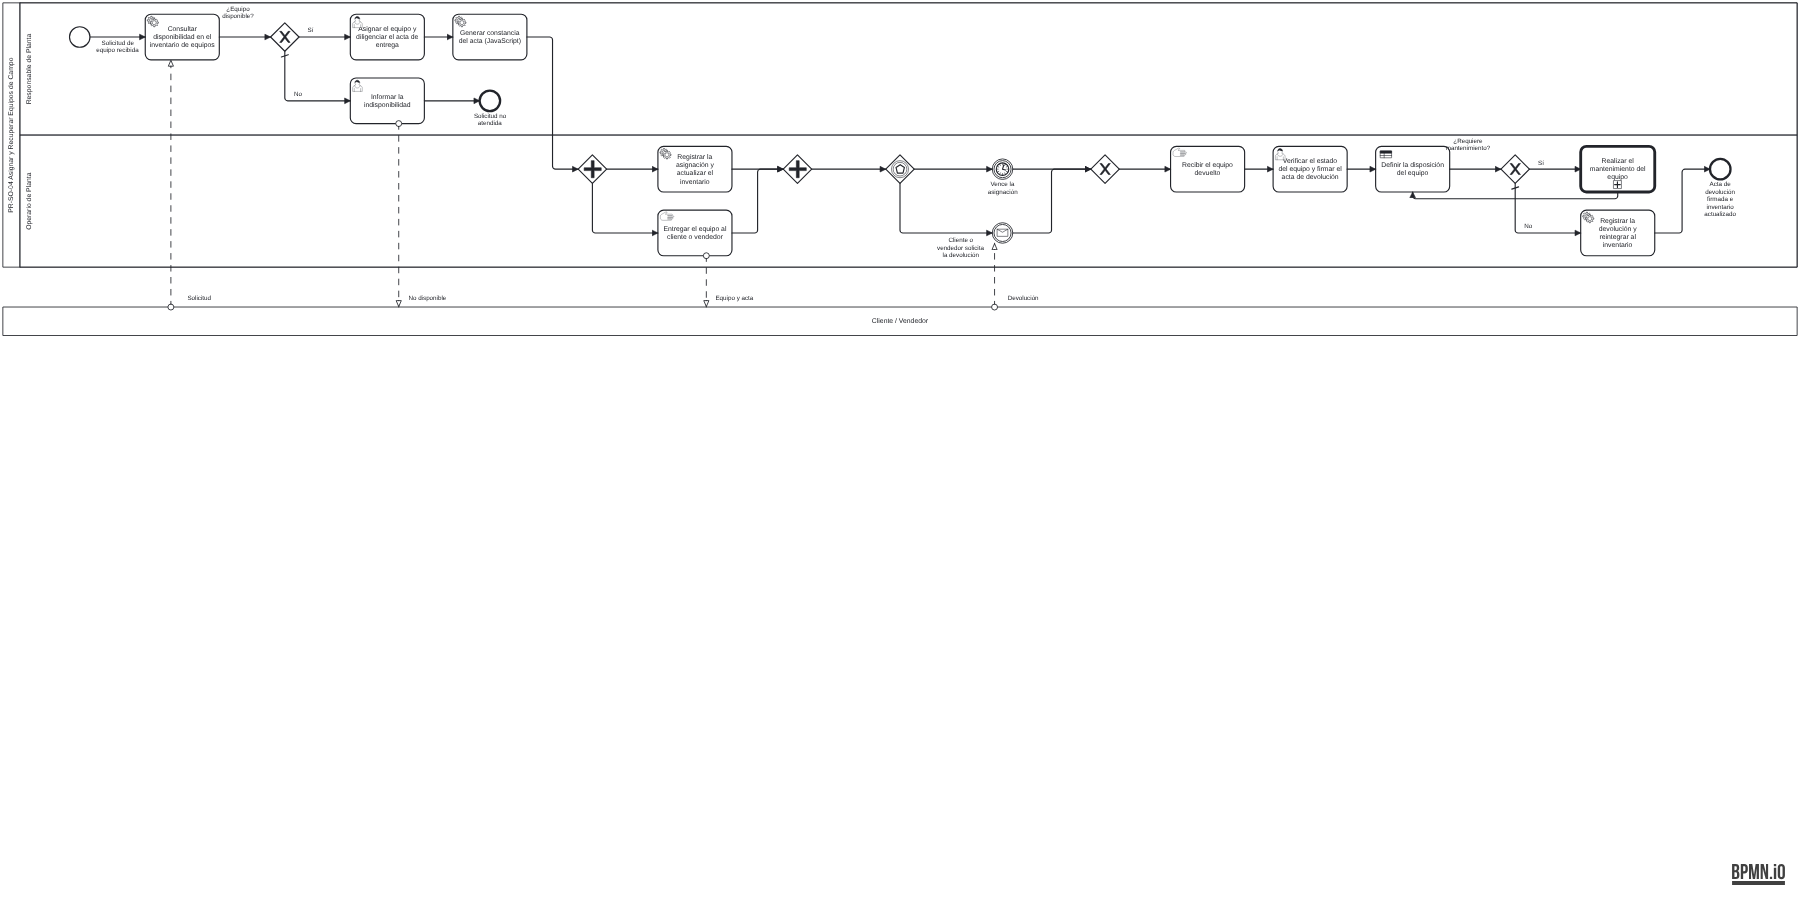 PR-SO-04 Asignar y Recuperar Equipos de Campo
Responsable de Planta
Solicitud de
equipo recibida
Consultar
disponibilidad en el
inventario de equipos
¿Equipo
disponible?
Sí
Asignar el equipo y
diligenciar el acta de
entrega
Generar constancia
del acta (JavaScript)
No
Informar la
indisponibilidad
Solicitud no
atendida
Operario de Planta
Registrar la
asignación y
actualizar el
inventario
Entregar el equipo al
cliente o vendedor
Vence la
asignación
Cliente o
vendedor solicita
la devolución
Recibir el equipo
devuelto
Verificar el estado
del equipo y firmar el
acta de devolución
Definir la disposición
del equipo
¿Requiere
mantenimiento?
Sí
Realizar el
mantenimiento del
equipo
No
Registrar la
devolución y
reintegrar al
inventario
Acta de
devolución
firmada e
inventario
actualizado
Solicitud
No disponible
Equipo y acta
Devolución
Cliente / Vendedor
BPMN.iO